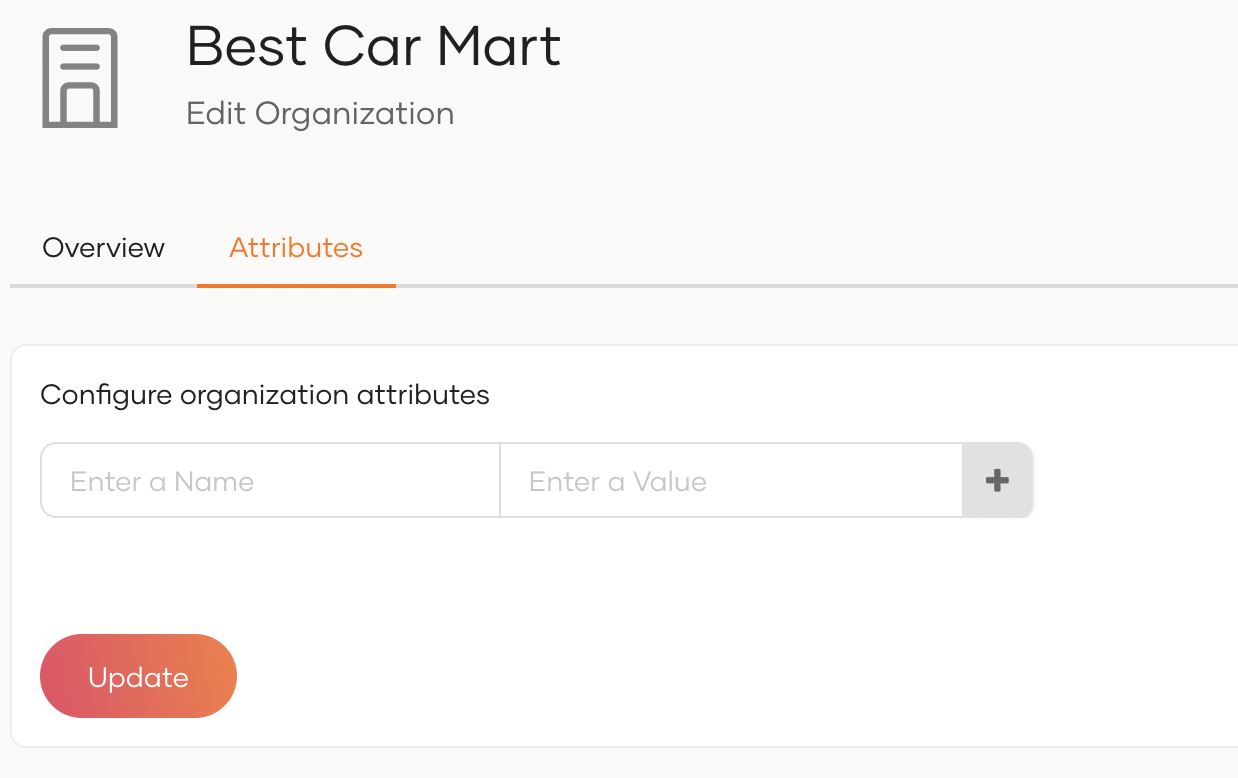 Best Car Mart
Edit Organization
Overview Attributes
Configure organization attributes
Enter a Name Enter a Value
Update